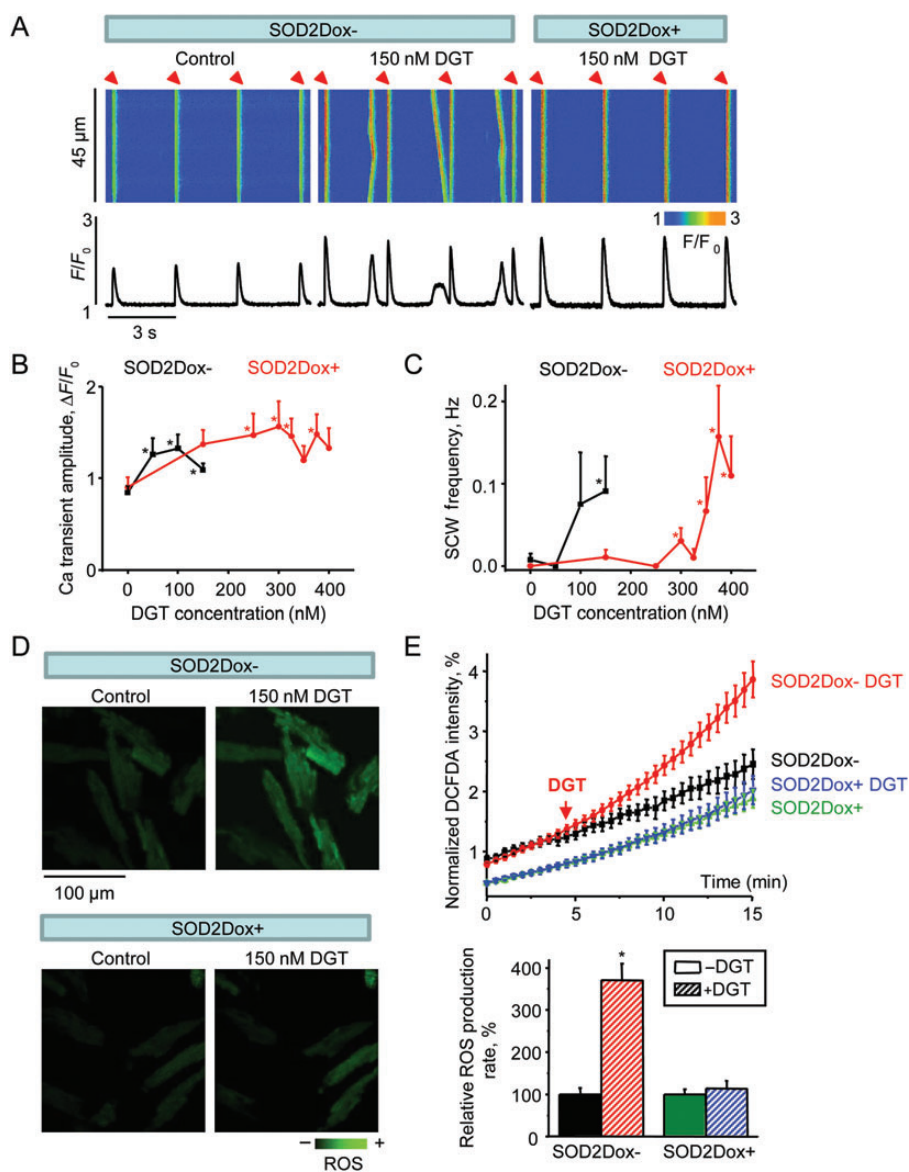 A
SOD2Dox-
SOD2Dox+
Control
150 nM DGT
150 nM DGT
45 µm
1
3
F/F0
3
F/F0
1
3 s
B
SOD2Dox-
SOD2Dox+
Ca transient amplitude, ΔF/F0
2
*
*
*
*
*
*
*
1
0
0
100
200
300
400
DGT concentration (nM)
C
SOD2Dox-
SOD2Dox+
SCW frequency, Hz
0.2
0.1
0.0
*
*
*
*
*
0
100
200
300
400
DGT concentration (nM)
D
SOD2Dox-
Control
150 nM DGT
100 µm
SOD2Dox+
Control
150 nM DGT
− +
ROS
E
Normalized DCFDA intensity, %
4
3
2
1
DGT
SOD2Dox- DGT
SOD2Dox-
SOD2Dox+ DGT
SOD2Dox+
Time (min)
0
5
10
15
Relative ROS production
rate, %
400
300
200
100
0
*
–DGT
+DGT
SOD2Dox-
SOD2Dox+